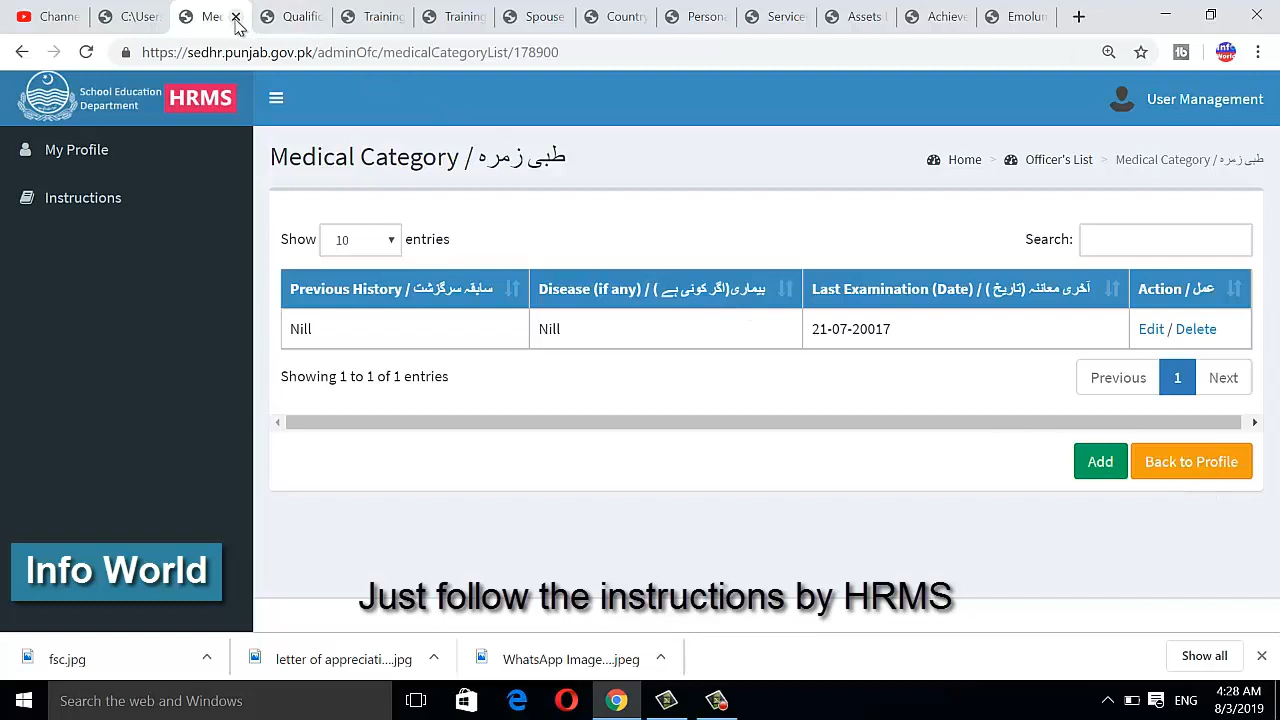 Channe
C:\User
Med
Qualific
Training
Training
Spouse
Country
Persona
Service
Assets
Achieve
Emolun
https://sedhr.punjab.gov.pk/adminOfc/medicalCategoryList/178900
School Education
Department
HRMS
User Management
My Profile
Instructions
Medical Category / طبی زمرہ
Home > Officer's List > Medical Category / طبی زمرہ
Show 10 entries
Search:
Previous History / سابقہ سرگزشت
Disease (if any) / بیماری(اگر کوئی ہے )
Last Examination (Date) / آخری معائنہ (تاریخ )
Action / عمل
Nill
Nill
21-07-20017
Edit / Delete
Showing 1 to 1 of 1 entries
Previous 1 Next
Add
Back to Profile
Info World
Just follow the instructions by HRMS
fsc.jpg
letter of appreciati....jpg
WhatsApp Image....jpeg
Show all
Search the web and Windows
ENG
4:28 AM
8/3/2019